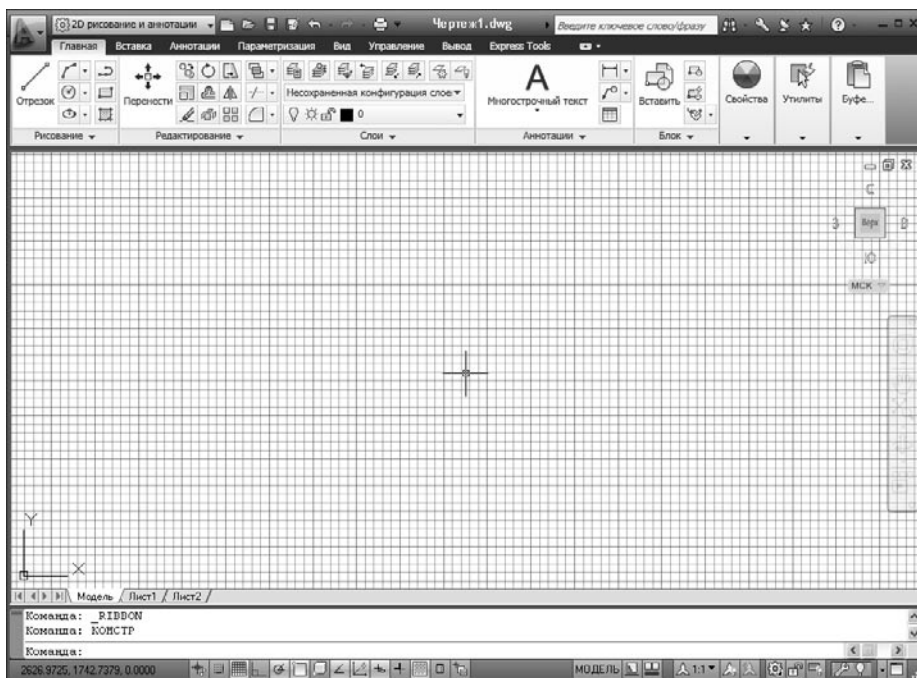 2D рисование и аннотации
Чертеж1.dwg
Введите ключевое слово/фразу
Главная Вставка Аннотации Параметризация Вид Управление Вывод Express Tools
Отрезок
Перенести
Несохраненная конфигурация слое
0
A
Многострочный текст
Вставить
Свойства
Утилиты
Буфе...
Рисование
Редактирование
Слои
Аннотации
Блок
С
З Верх В
Ю
МСК
Y
X
Модель Лист1 Лист2
Команда: _RIBBON
Команда: КОМСТР
Команда:
2626.9725, 1742.7379, 0.0000
МОДЕЛЬ
1:1